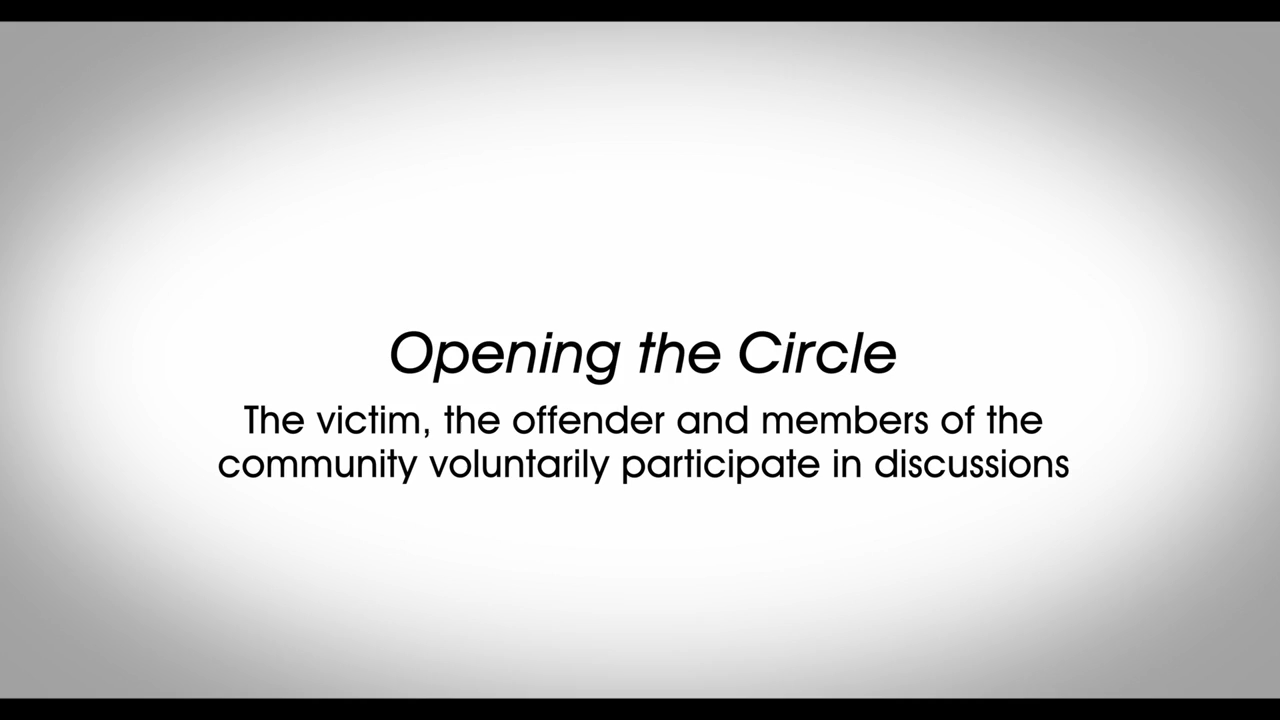 Opening the Circle
The victim, the offender and members of the
community voluntarily participate in discussions